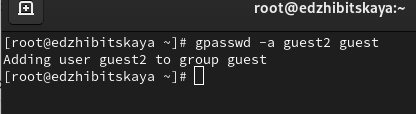 root@edzhibitskaya:~
[root@edzhibitskaya ~]# gpasswd -a guest2 guest
Adding user guest2 to group guest
[root@edzhibitskaya ~]#